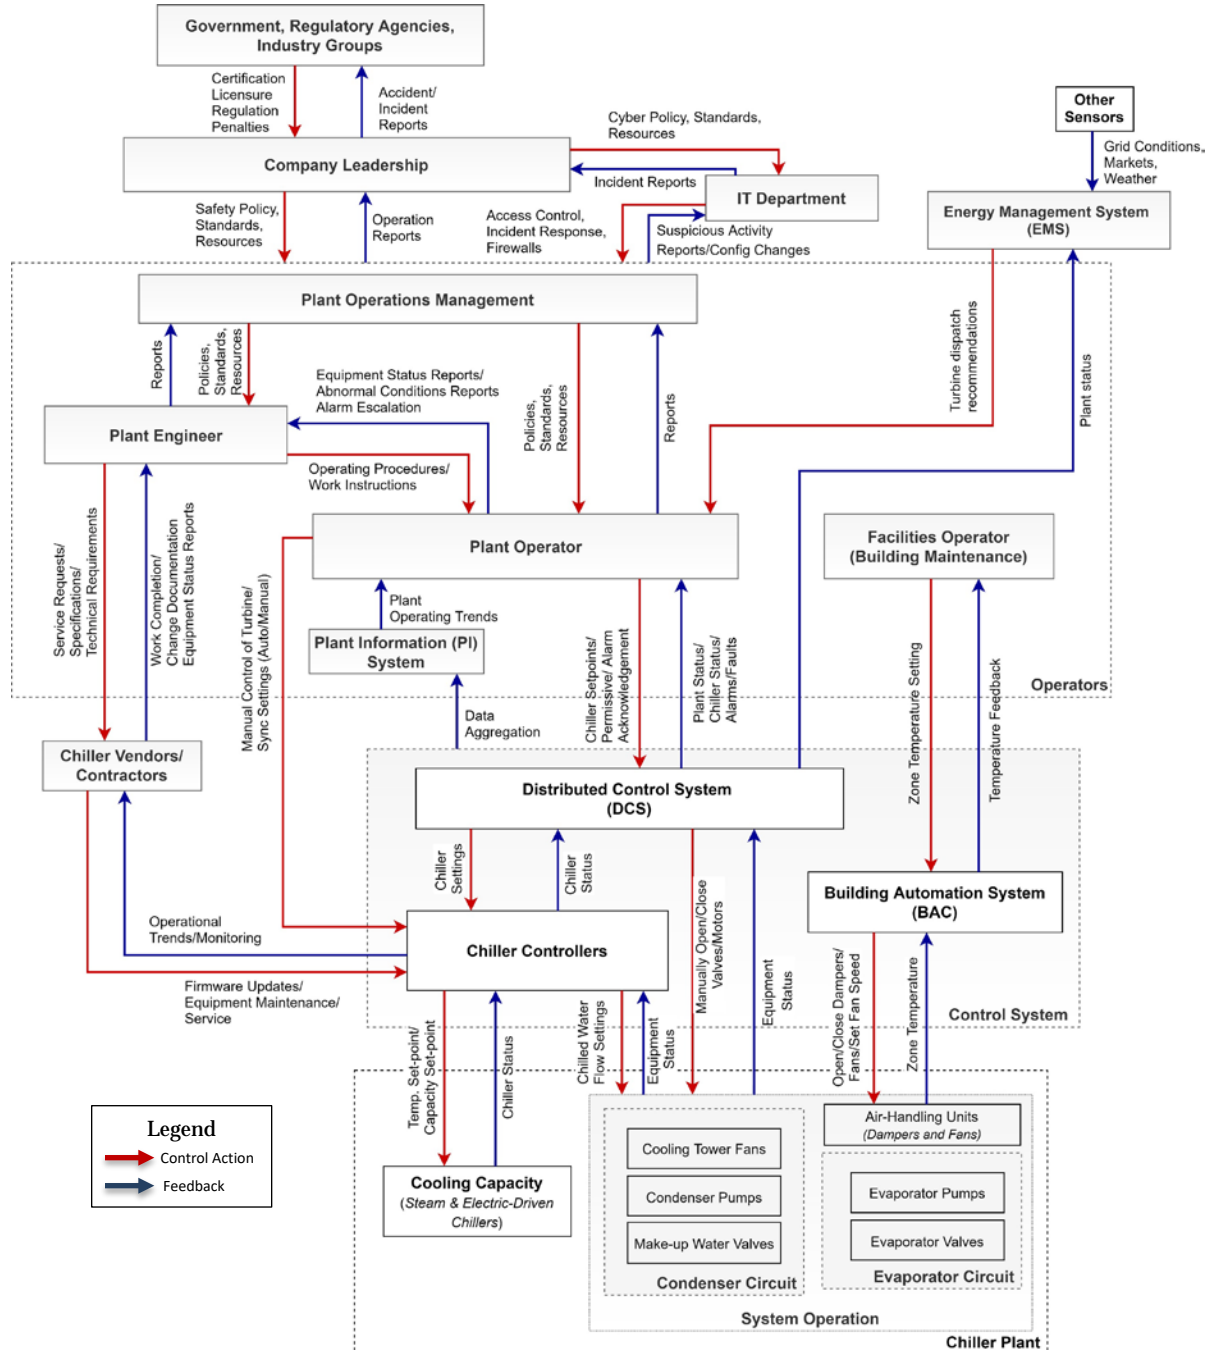 Government, Regulatory Agencies,
Industry Groups
Certification
Licensure
Regulation
Penalties
Accident/
Incident
Reports
Cyber Policy, Standards,
Resources
Other
Sensors
Grid Conditions,
Markets,
Weather
Company Leadership
Incident Reports
IT Department
Energy Management System
(EMS)
Safety Policy,
Standards,
Resources
Operation
Reports
Access Control,
Incident Response,
Firewalls
Suspicious Activity
Reports/Config Changes
Plant Operations Management
Reports
Policies,
Standards,
Resources
Equipment Status Reports/
Abnormal Conditions Reports
Alarm Escalation
Policies,
Standards,
Resources
Reports
Turbine dispatch
recommendations
Plant status
Plant Engineer
Operating Procedures/
Work Instructions
Plant Operator
Facilities Operator
(Building Maintenance)
Service Requests/
Specifications/
Technical Requirements
Work Completion/
Change Documentation
Equipment Status Reports
Manual Control of Turbine/
Sync Settings (Auto/Manual)
Plant
Operating Trends
Plant Information (PI)
System
Chiller Setpoints/
Permissive/ Alarm
Acknowledgement
Plant Status/
Chiller Status/
Alarms/Faults
Zone Temperature Setting
Temperature Feedback
Operators
Data
Aggregation
Chiller Vendors/
Contractors
Distributed Control System
(DCS)
Chiller
Settings
Chiller
Status
Manually Open/Close
Valves/Motors
Equipment
Status
Building Automation System
(BAC)
Operational
Trends/Monitoring
Chiller Controllers
Firmware Updates/
Equipment Maintenance/
Service
Control System
Temp. Set-point/
Capacity Set-point
Chiller Status
Chilled Water
Flow Settings
Equipment
Status
Open/Close Dampers/
Fans/Set Fan Speed
Zone Temperature
Legend
Control Action
Feedback
Cooling Capacity
(Steam & Electric-Driven
Chillers)
Cooling Tower Fans
Condenser Pumps
Make-up Water Valves
Condenser Circuit
Air-Handling Units
(Dampers and Fans)
Evaporator Pumps
Evaporator Valves
Evaporator Circuit
System Operation
Chiller Plant